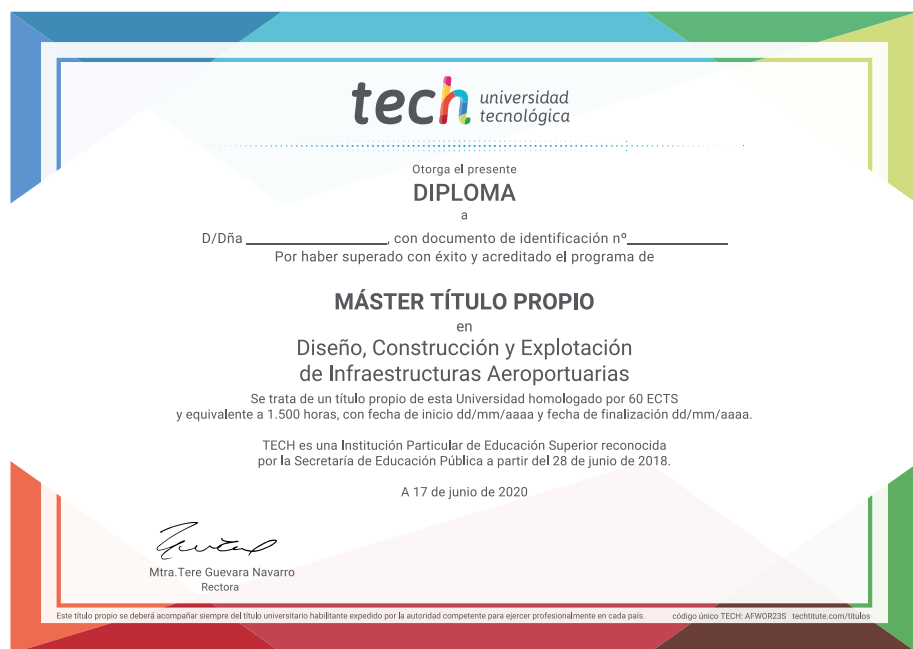 tech universidad
tecnológica
Otorga el presente
DIPLOMA
a
D/Dña ______________, con documento de identificación nº__________
Por haber superado con éxito y acreditado el programa de
MÁSTER TÍTULO PROPIO
en
Diseño, Construcción y Explotación
de Infraestructuras Aeroportuarias
Se trata de un título propio de esta Universidad homologado por 60 ECTS
y equivalente a 1.500 horas, con fecha de inicio dd/mm/aaaa y fecha de finalización dd/mm/aaaa.
TECH es una Institución Particular de Educación Superior reconocida
por la Secretaría de Educación Pública a partir del 28 de junio de 2018.
A 17 de junio de 2020
Mtra.Tere Guevara Navarro
Rectora
Este título propio se deberá acompañar siempre del título universitario habilitante expedido por la autoridad competente para ejercer profesionalmente en cada país. código único TECH: AFWOR23S techtitute.com/titulos